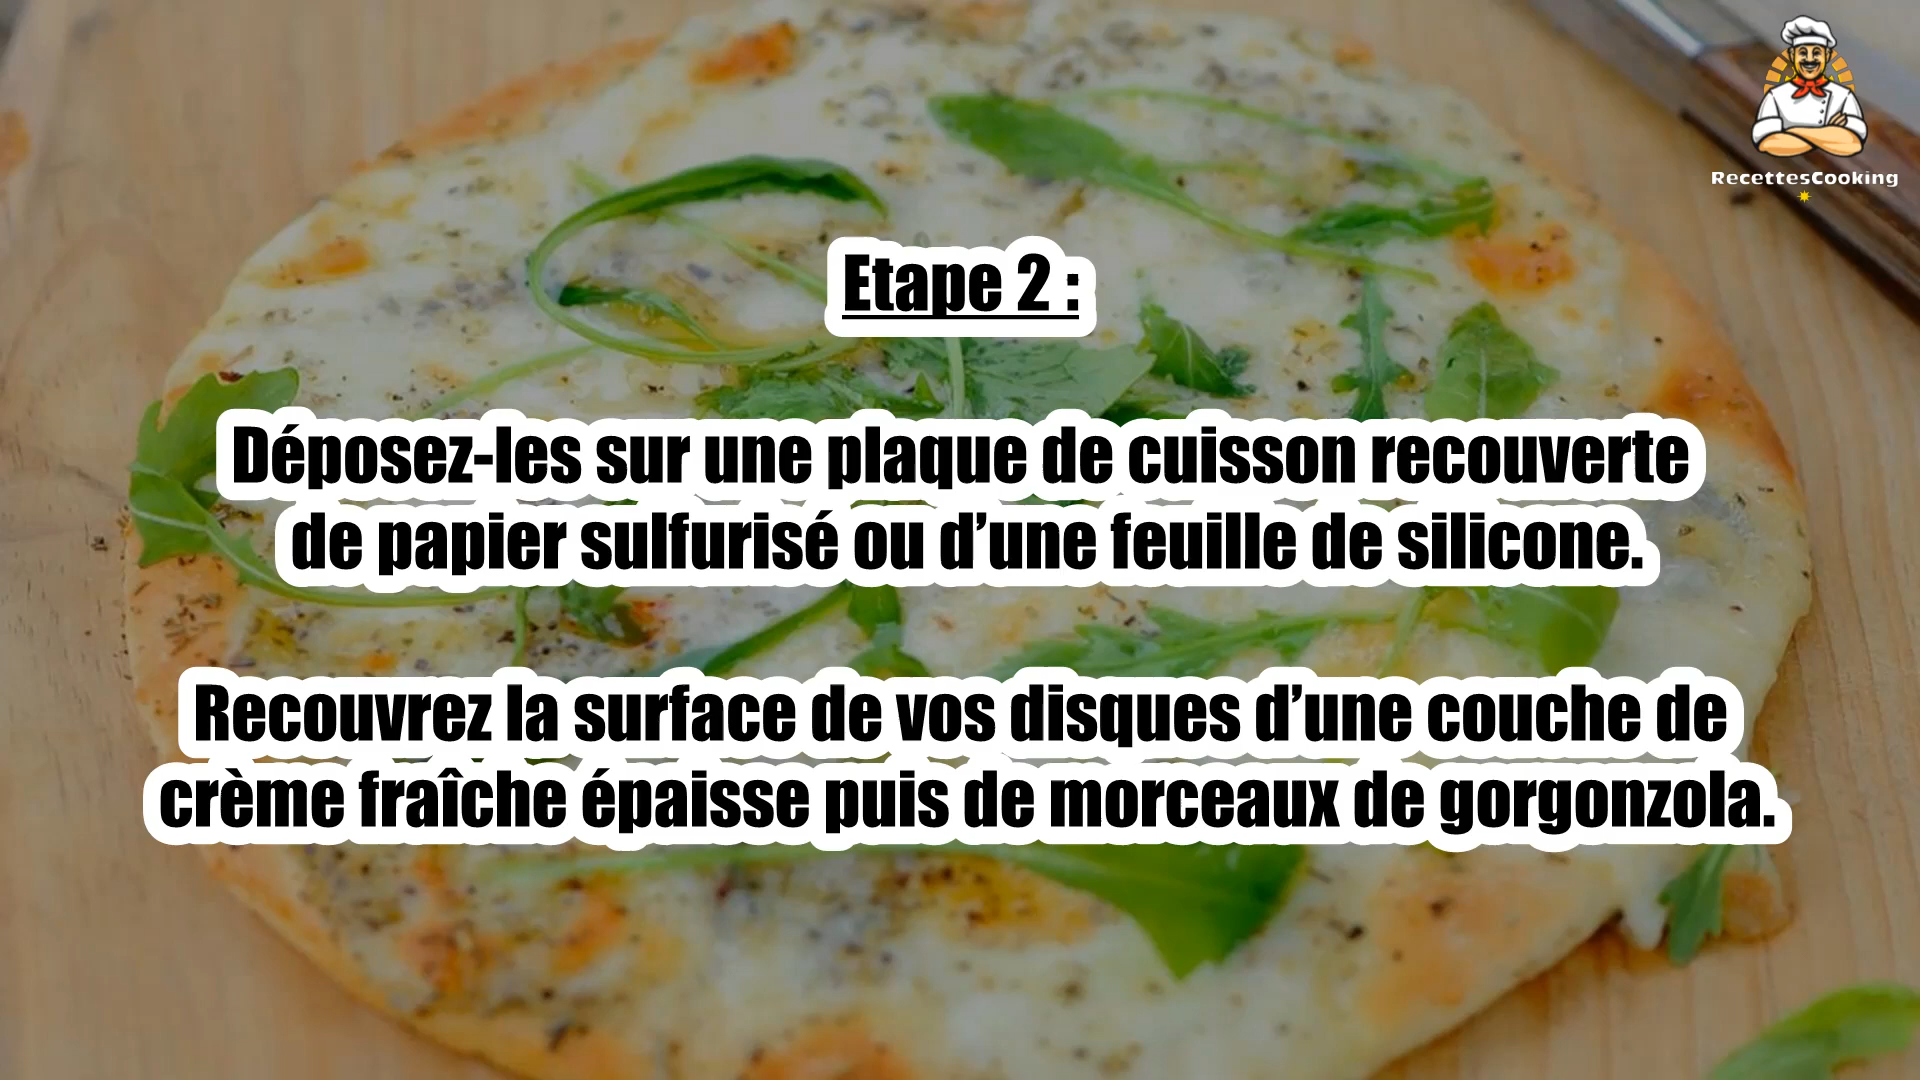 RecettesCooking
Etape 2 :
Déposez-les sur une plaque de cuisson recouverte
de papier sulfurisé ou d’une feuille de silicone.
Recouvrez la surface de vos disques d’une couche de
crème fraîche épaisse puis de morceaux de gorgonzola.